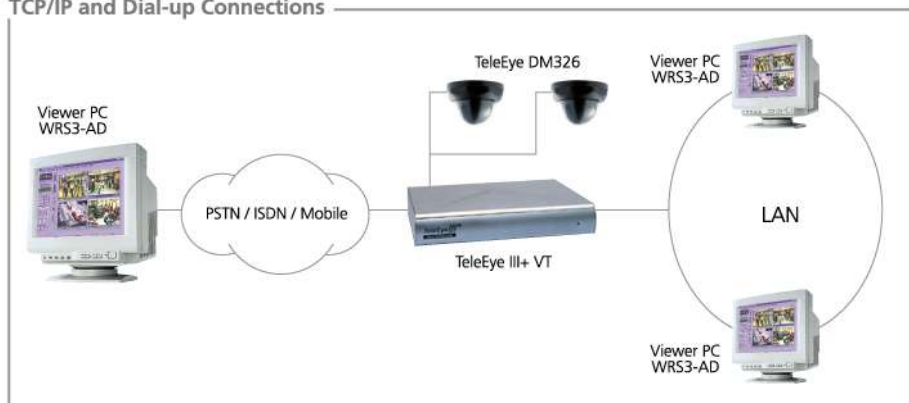 TCP/IP and Dial-up Connections
TeleEye DM326
Viewer PC
WRS3-AD
Viewer PC
WRS3-AD
PSTN / ISDN / Mobile
LAN
TeleEye III+ VT
Viewer PC
WRS3-AD